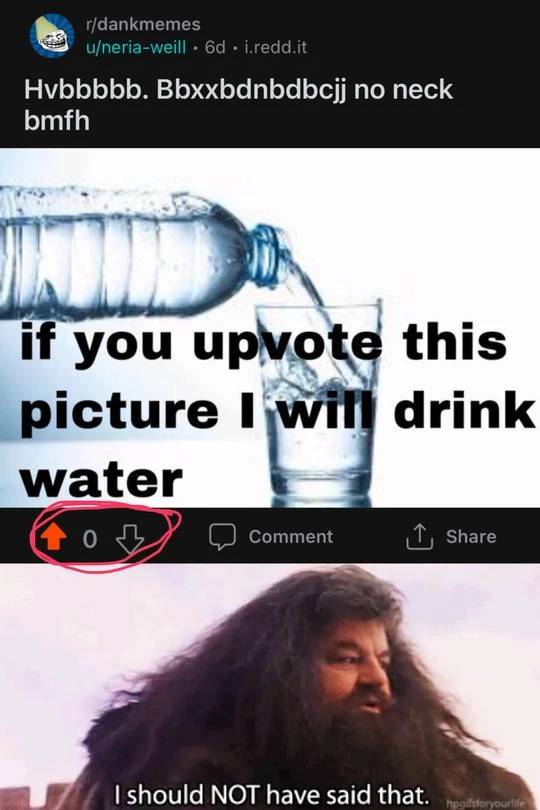 r/dankmemes
u/neria-weill • 6d • i.redd.it
Hvbbbbb. Bbxxbdnbdbcjj no neck
bmfh
if you upvote this
picture I will drink
water
0 Comment Share
I should NOT have said that.
hpgifsforyourlife